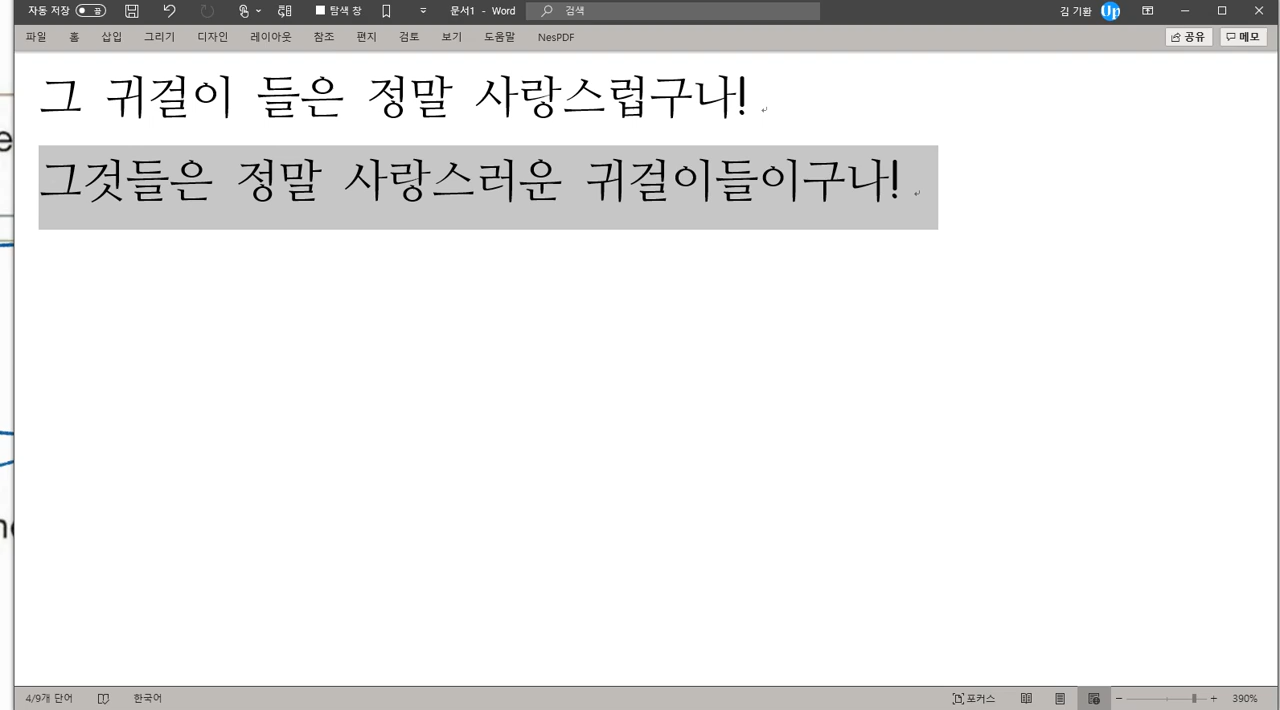 자동 저장 끔 탐색 창 문서1 - Word 검색 김 기환 Up
파일 홈 삽입 그리기 디자인 레이아웃 참조 편지 검토 보기 도움말 NesPDF 공유 메모
그 귀걸이 들은 정말 사랑스럽구나!
그것들은 정말 사랑스러운 귀걸이들이구나!
4/9개 단어 한국어 포커스 390%